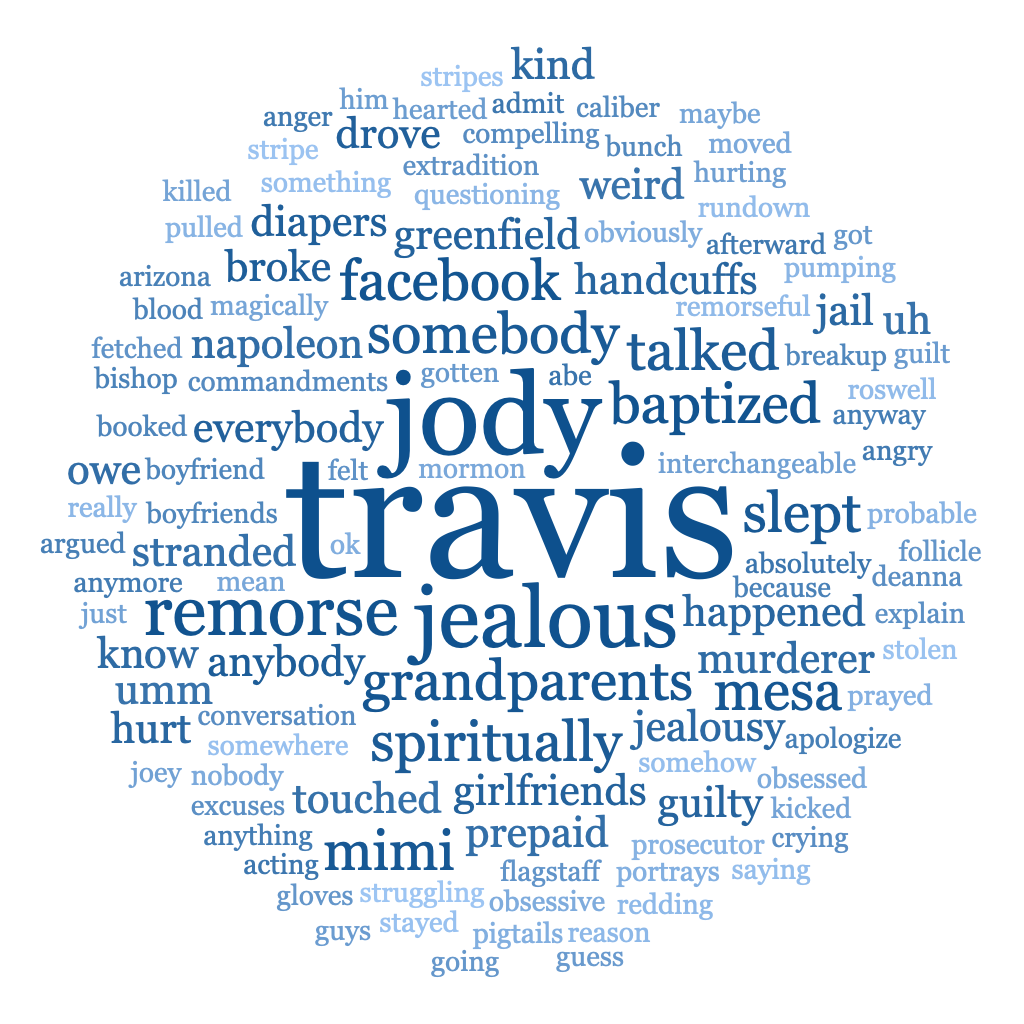 kind
stripes
him
hearted
admit
caliber
maybe
anger
drove
compelling
bunch
moved
stripe
extradition
killed
something
questioning
weird
hurting
rundown
pulled
diapers
greenfield
obviously
afterward
got
arizona
broke
facebook
handcuffs
pumping
blood
magically
remorseful
jail
uh
fetched
napoleon
somebody
talked
breakup
guilt
bishop
commandments
gotten
abe
roswell
jody
baptized
anyway
booked
everybody
owe
boyfriend
felt
mormon
interchangeable
angry
travis
really
boyfriends
slept
probable
argued
stranded
ok
absolutely
follicle
anymore
mean
because
deanna
just
remorse
jealous
happened
explain
know
anybody
murderer
stolen
umm
grandparents
mesa
prayed
hurt
conversation
somewhere
spiritually
jealousy
apologize
joey
nobody
somehow
obsessed
excuses
touched
girlfriends
guilty
kicked
anything
mimi
prepaid
prosecutor
crying
acting
flagstaff
portrays
saying
gloves
struggling
obsessive
redding
guys
stayed
pigtails
reason
going
guess